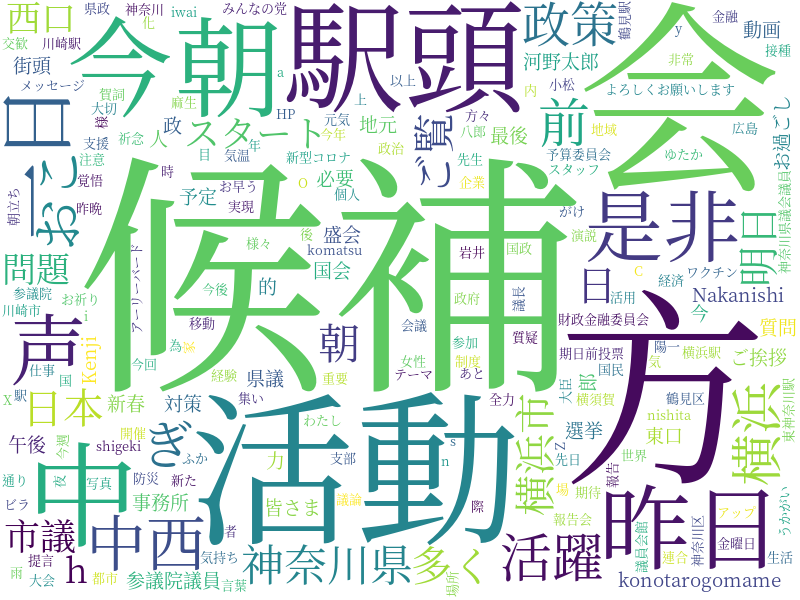 県政
神奈川
化
iwai
みんなの党
鶴見駅
y
金融
西口
今朝
駅頭
政策
動画
会
交歓
川崎駅
賀詞
a
以上
河野太郎
非常
接種
街頭
メッセージ
大切
麻生
HP
上
内
小松
よろしくお願いします
日
支援
祈念
様
スタート
元気
今年
方々
ご覧
前
地域
広島
お過ごし
注意
政
人
地元
八郎
最後
政治
予算委員会
ゆたか
スタッフ
気温
年
新型コロナ
先生
目
朝立ち
覚悟
時
予定
お早う
実現
必要
個人
企業
是非
明日
神奈川県議会議員
おこし
一
昨晩
O
候補
がけ
演説
方
問題
様々
後
盛会
komatsu
岩井
国政
参議院
アーリーバード
国会
C
経済
ワクチン
川崎市
お祈り
i
今後
的
政府
議長
日
活用
Nakanishi
移動
声
今回
為
朝
会議
参加
質疑
財政金融委員会
今
質問
仕事
Kenji
国
経験
重要
県議
女性
制度
テーマ
あと
陽一
期日前投票
気
横浜駅
ご挨拶
国民
X
駅
日本
新春
対策
集い
わたし
全力
横浜市
大臣
郎
横須賀
鶴見区
横浜
東神奈川駅
午後
中
今週
ぎ
開催
活動
s
n
Z
選挙
nishita
東口
shigeki
ふか
力
支部
先日
世界
報告
通り
夜
写真
防災
新た
ビラ
事務所
皆さま
議論
際
期待
陽
昨日
アップ
うかがい
市議
中西
者
気持ち
神奈川県
多く
報告会
活躍
議員会館
神奈川区
金曜日
提言
雨
大会
都市
h
参議院議員
言葉
場所
連合
生活
konotarogomame